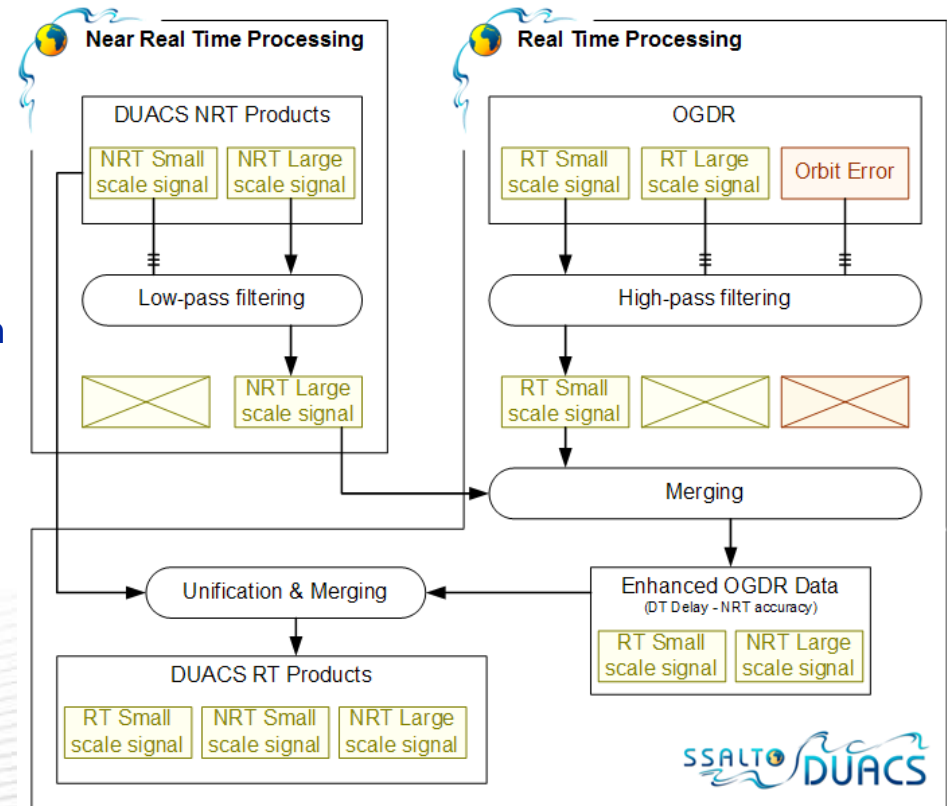 Near Real Time Processing
DUACS NRT Products
NRT Small
scale signal
NRT Large
scale signal
Low-pass filtering
NRT Large
scale signal
Real Time Processing
OGDR
RT Small
scale signal
RT Large
scale signal
Orbit Error
High-pass filtering
RT Small
scale signal
Merging
Enhanced OGDR Data
(DT Delay - NRT accuracy)
RT Small
scale signal
NRT Large
scale signal
Unification & Merging
DUACS RT Products
RT Small
scale signal
NRT Small
scale signal
NRT Large
scale signal
SSALTO
DUACS